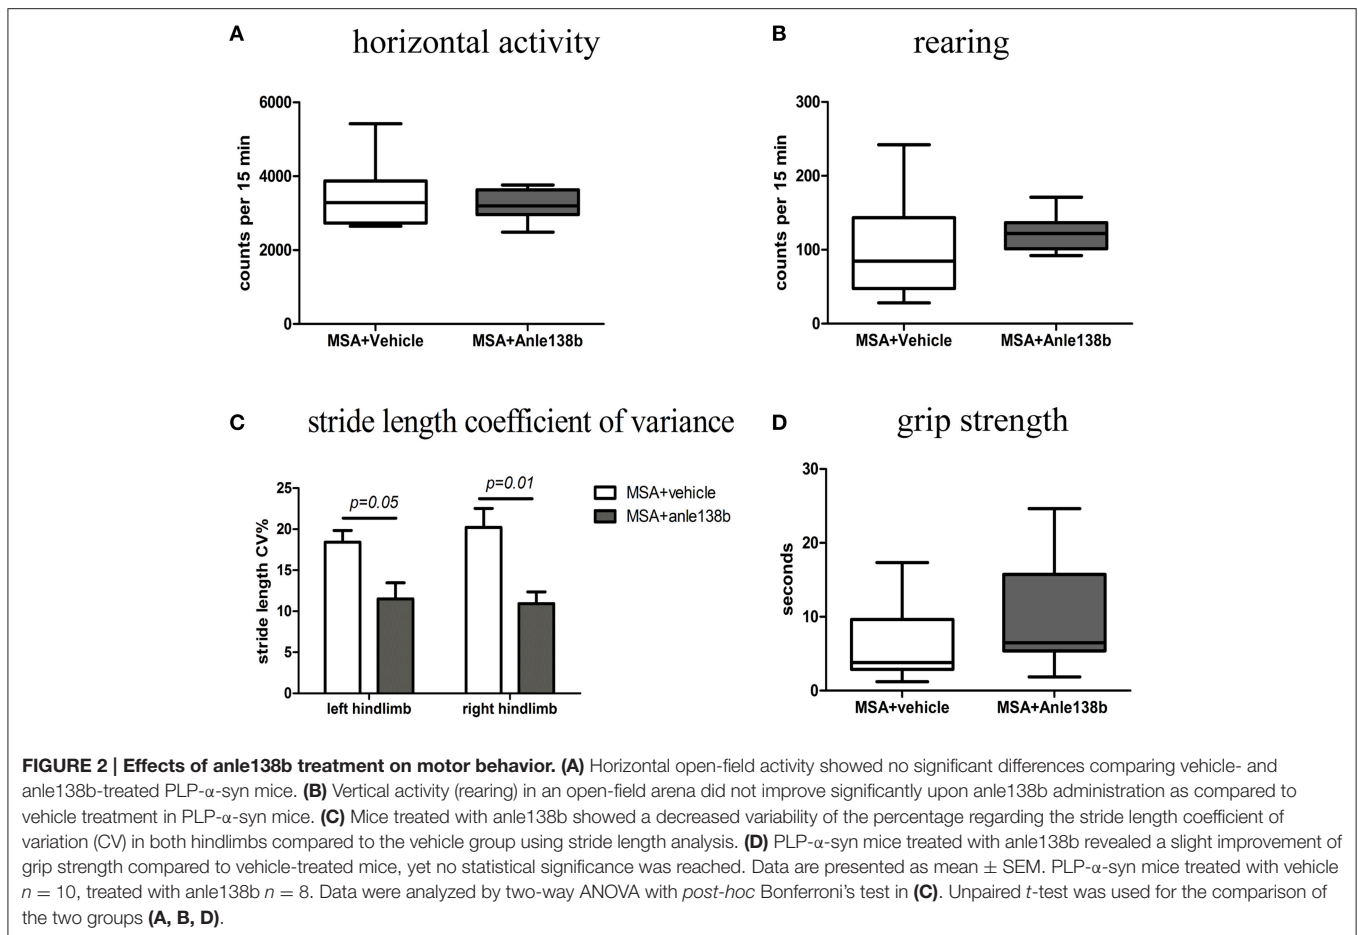 A
horizontal activity
counts per 15 min
6000
4000
2000
0
MSA+Vehicle
MSA+Anle138b
B
rearing
counts per 15 min
300
200
100
0
MSA+Vehicle
MSA+Anle138b
C
stride length coefficient of variance
stride length CV%
25
20
15
10
5
0
p=0.05
p=0.01
left hindlimb
right hindlimb
MSA+vehicle
MSA+anle138b
D
grip strength
seconds
30
20
10
0
MSA+vehicle
MSA+Anle138b
FIGURE 2 | Effects of anle138b treatment on motor behavior. (A) Horizontal open-field activity showed no significant differences comparing vehicle- and
anle138b-treated PLP-α-syn mice. (B) Vertical activity (rearing) in an open-field arena did not improve significantly upon anle138b administration as compared to
vehicle treatment in PLP-α-syn mice. (C) Mice treated with anle138b showed a decreased variability of the percentage regarding the stride length coefficient of
variation (CV) in both hindlimbs compared to the vehicle group using stride length analysis. (D) PLP-α-syn mice treated with anle138b revealed a slight improvement of
grip strength compared to vehicle-treated mice, yet no statistical significance was reached. Data are presented as mean ± SEM. PLP-α-syn mice treated with vehicle
n = 10, treated with anle138b n = 8. Data were analyzed by two-way ANOVA with post-hoc Bonferroni's test in (C). Unpaired t-test was used for the comparison of
the two groups (A, B, D).